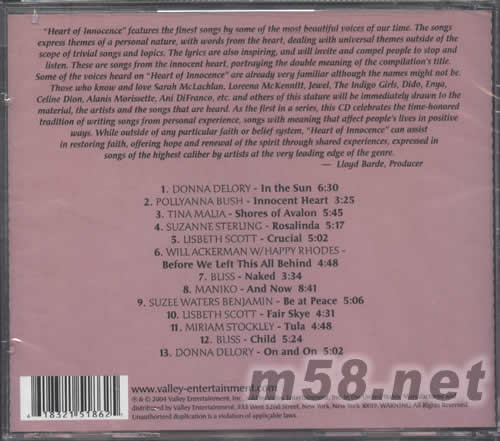 "Heart of Innocence" features the finest songs by some of the most beautiful voices of our time. The songs
express themes of a personal nature, with words from the heart, dealing with universal themes outside of the
scope of trivial songs and topics. The lyrics are also inspiring, and will invite and compel people to stop and
listen. These are songs from the innocent heart, portraying the double meaning of the compilation's title.
Some of the voices heard on "Heart of Innocence" are already very familiar although the names might not be.
Those who know and love Sarah McLachlan, Loreena McKennitt, Jewel, The Indigo Girls, Dido, Enya,
Celine Dion, Alanis Morissette, Ani DiFrance, etc. and others of this stature will be immediately drawn to the
material, the artists and the songs that are heard. As the first in a series, this CD celebrates the time-honored
tradition of writing songs from personal experience, songs with meaning that affect people's lives in positive
ways. While outside of any particular faith or belief system, "Heart of Innocence" can assist
in restoring faith, offering hope and renewal of the spirit through shared experiences, expressed in
songs of the highest caliber by artists at the very leading edge of the genre.
— Lloyd Barde, Producer
1. DONNA DELORY - In the Sun 6:30
2. POLLYANNA BUSH - Innocent Heart 3:25
3. TINA MALIA - Shores of Avalon 5:45
4. SUZANNE STERLING - Rosalinda 5:17
5. LISBETH SCOTT - Crucial 5:02
6. WILL ACKERMAN W/HAPPY RHODES -
Before We Left This All Behind 4:48
7. BLISS - Naked 3:34
8. MANIKO - And Now 8:41
9. SUZEE WATERS BENJAMIN - Be at Peace 5:06
10. LISBETH SCOTT - Fair Skye 4:31
11. MIRIAM STOCKLEY - Tula 4:48
12. BLISS - Child 5:24
13. DONNA DELORY - On and On 5:02
www.valley-entertainment.com
℗ & © 2004 Valley Entertainment, Inc.
distributed by Valley Entertainment, 333 West 52nd Street, New York, New York 10019. WARNING: All Rights Reserved.
Unauthorized duplication is a violation of applicable laws.
6 18321 51862
m58.net